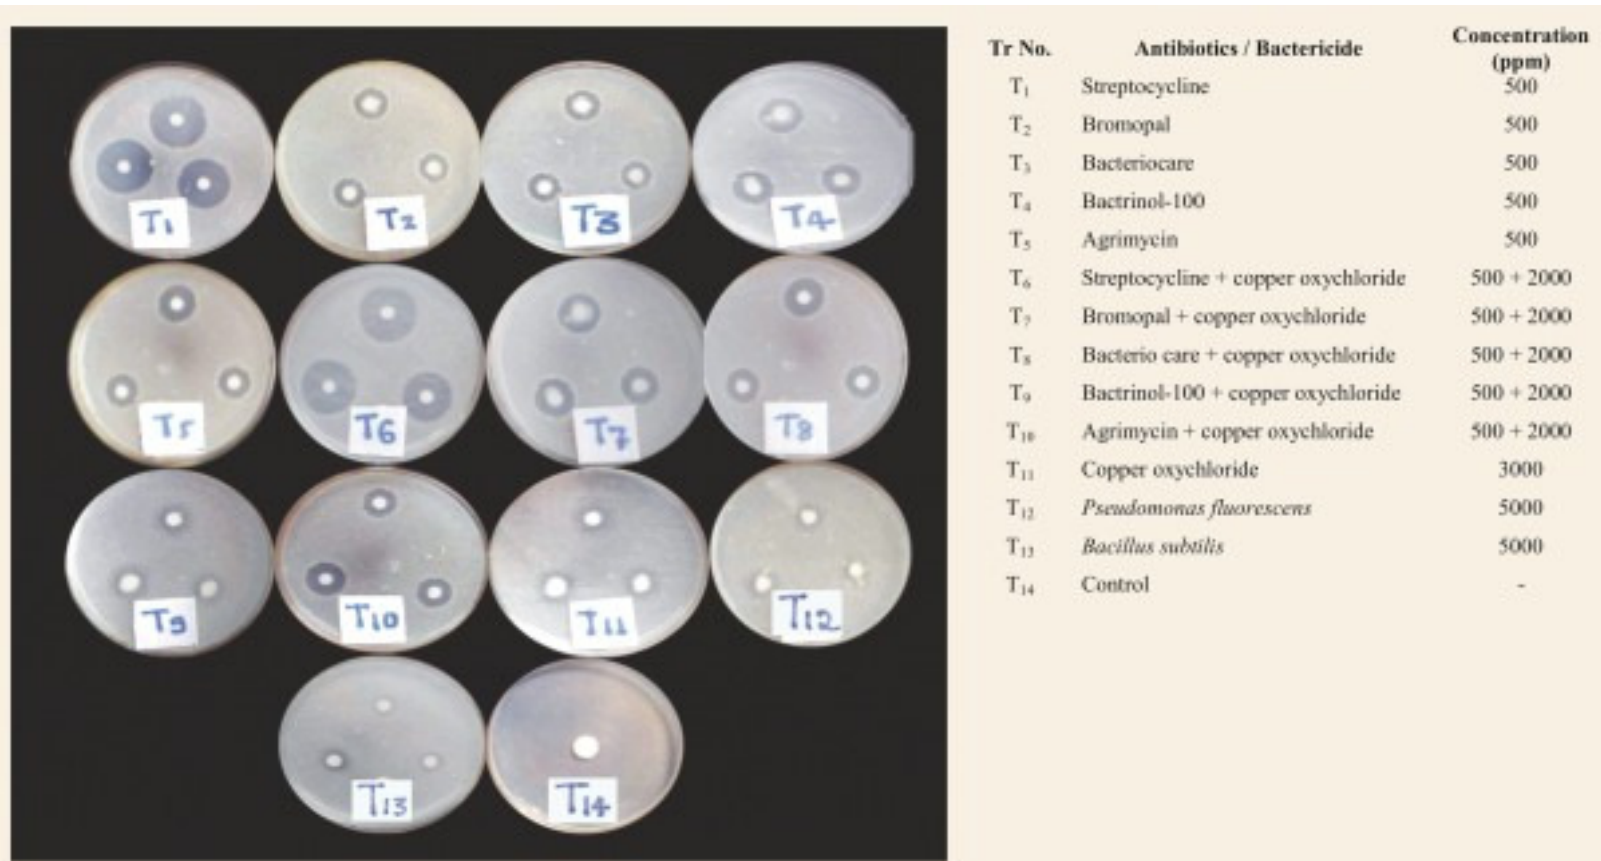 T1
T2
T3
T4
T5
T6
T7
T8
T9
T10
T11
T12
T13
T14
Tr No. Antibiotics / Bactericide Concentration (ppm)
T₁ Streptocycline 500
T₂ Bromopal 500
T₃ Bacteriocare 500
T₄ Bactrinol-100 500
T₅ Agrimycin 500
T₆ Streptocycline + copper oxychloride 500 + 2000
T₇ Bromopal + copper oxychloride 500 + 2000
T₈ Bacterio care + copper oxychloride 500 + 2000
T₉ Bactrinol-100 + copper oxychloride 500 + 2000
T₁₀ Agrimycin + copper oxychloride 500 + 2000
T₁₁ Copper oxychloride 3000
T₁₂ Pseudomonas fluorescens 5000
T₁₃ Bacillus subtilis 5000
T₁₄ Control -